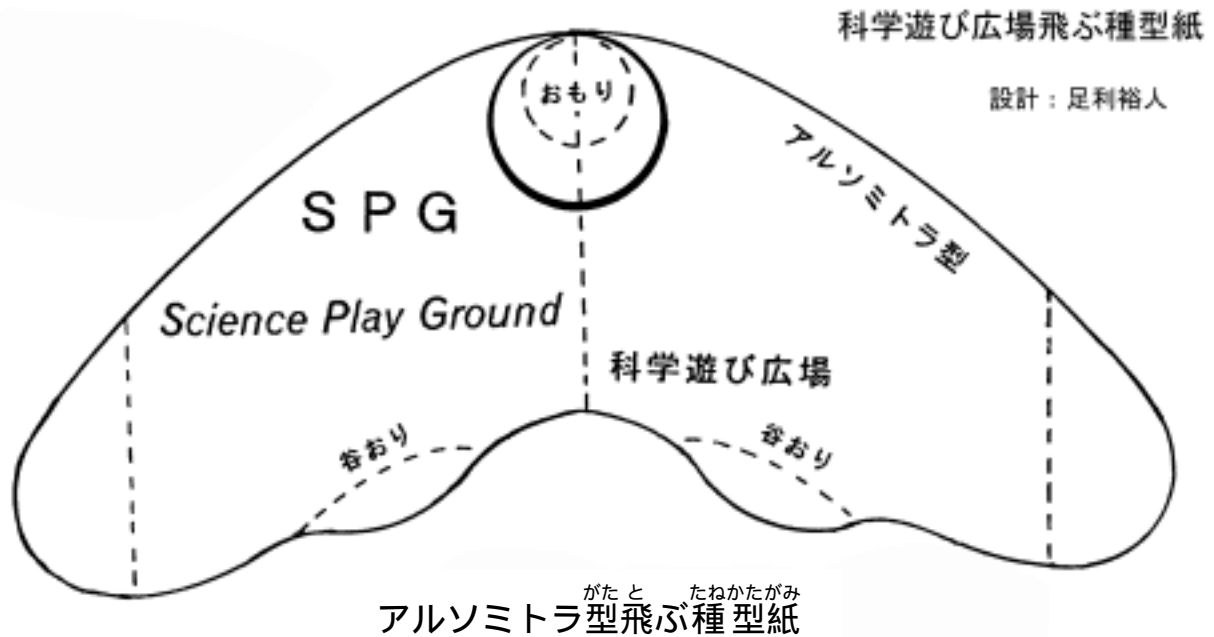 科学遊び広場飛ぶ種型紙
設計：足利裕人
おもり
アルソミトラ型
SPG
Science Play Ground
科学遊び広場
谷おり
谷おり
がた と たねかたがみ
アルソミトラ型飛ぶ種型紙